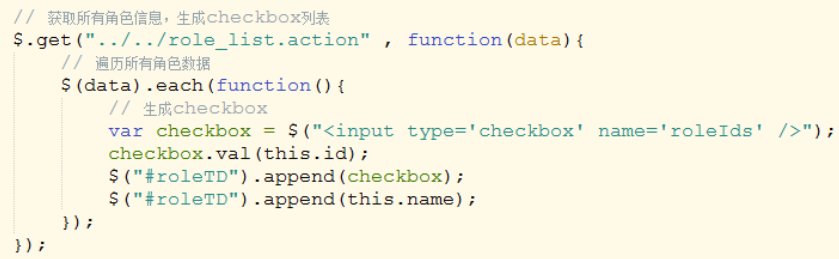 // 获取所有角色信息，生成checkbox列表
$.get("../../role_list.action" , function(data){
    // 遍历所有角色数据
    $(data).each(function(){
        // 生成checkbox
        var checkbox = $("<input type='checkbox' name='roleIds' />");
        checkbox.val(this.id);
        $("#roleTD").append(checkbox);
        $("#roleTD").append(this.name);
    });
});